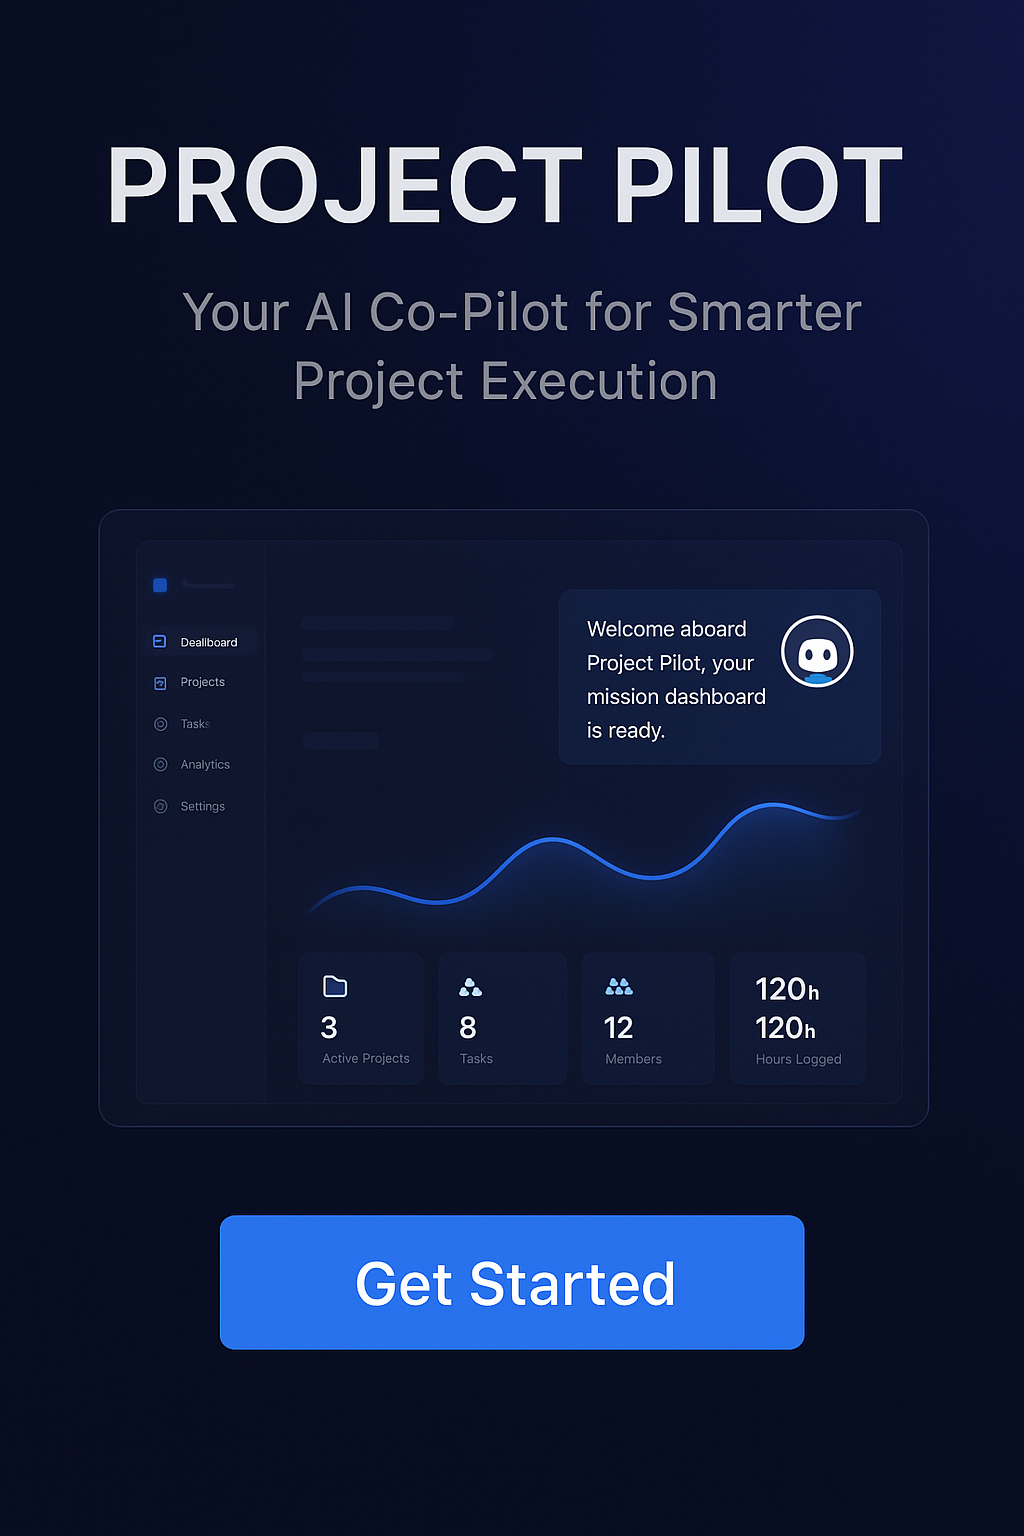 PROJECT PILOT
Your AI Co-Pilot for Smarter
Project Execution
Deallboard
Projects
Tasks
Analytics
Settings
Welcome aboard
Project Pilot, your
mission dashboard
is ready.
3
Active Projects
8
Tasks
12
Members
120h
120h
Hours Logged
Get Started